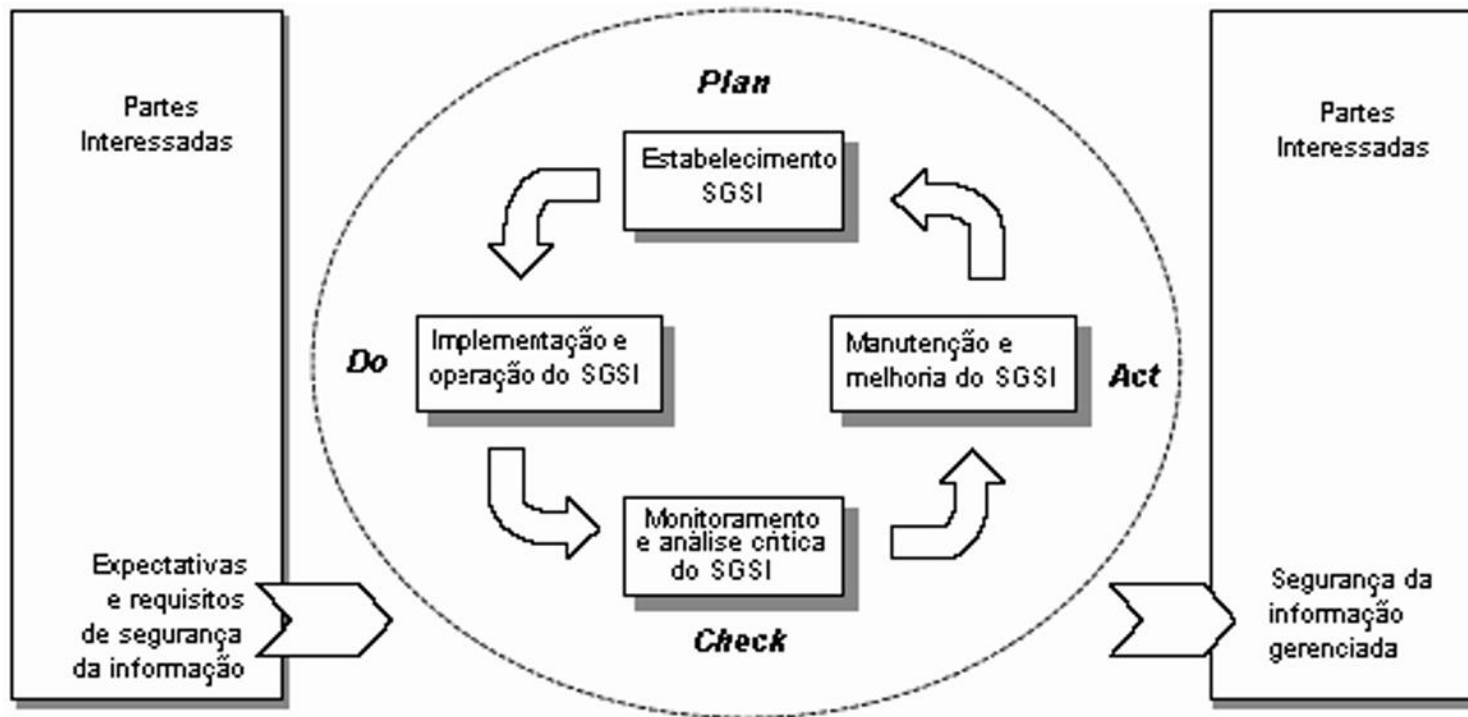 Partes
Interessadas
Expectativas
e requisitos
de segurança
da informação
Plan
Estabelecimento
SGSI
Do
Implementação e
operação do SGSI
Manutenção e
melhoria do SGSI
Act
Monitoramento
e análise crítica
do SGSI
Check
Partes
Interessadas
Segurança da
informação
gerenciada